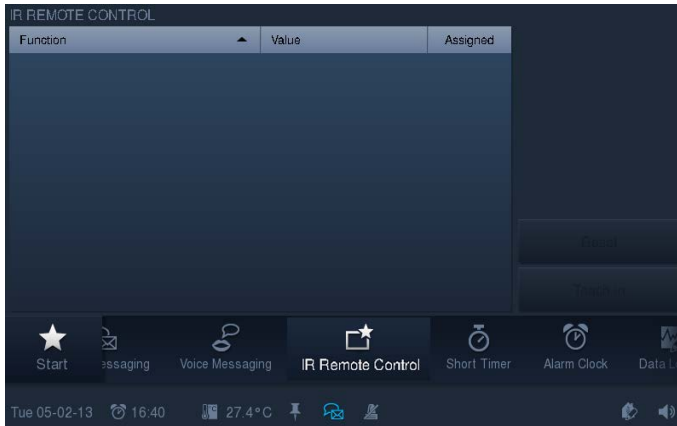 IR REMOTE CONTROL
Function Value Assigned
Reset
Start essaging Voice Messaging IR Remote Control Short Timer Alarm Clock Data L
Tue 05-02-13 16:40 27.4°C